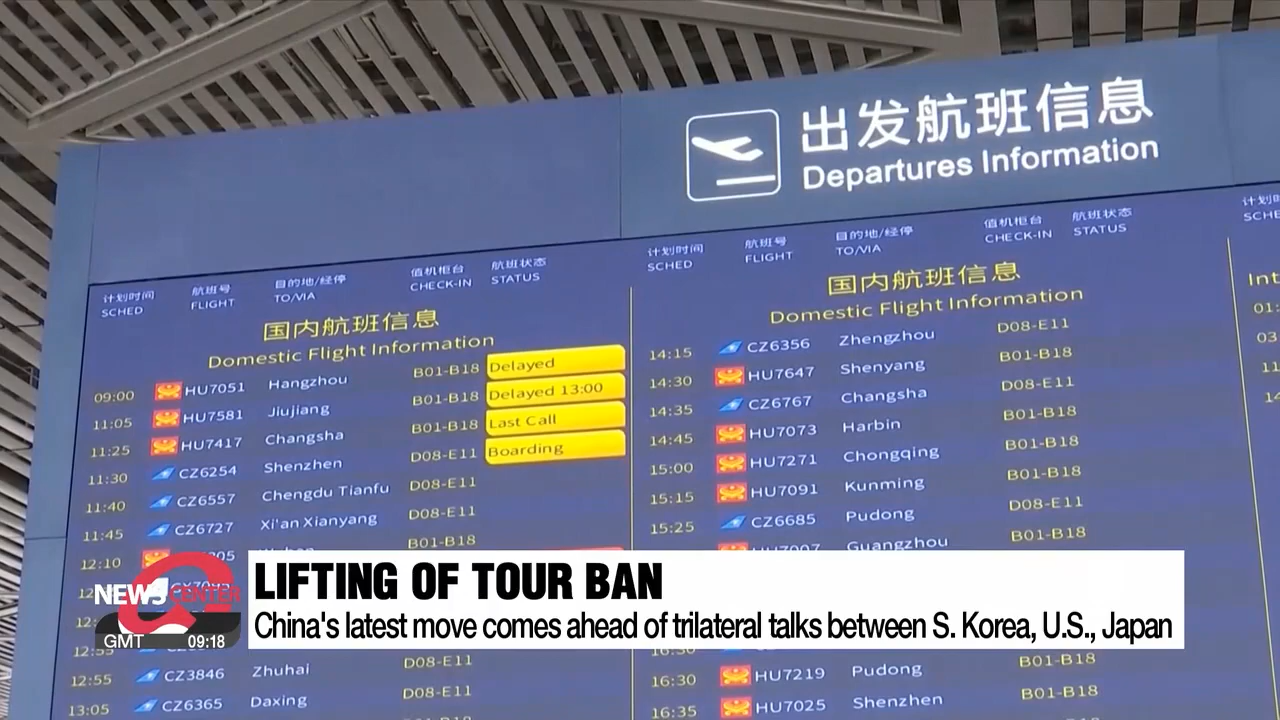 出发航班信息
Departures Information
计划时间 航班号 目的地/经停 值机柜台 航班状态
SCHED FLIGHT TO/VIA CHECK-IN STATUS
国内航班信息
Domestic Flight Information
09:00 HU7051 Hangzhou B01-B18 Delayed
11:05 HU7581 Jiujiang B01-B18 Delayed 13:00
11:25 HU7417 Changsha B01-B18 Last Call
11:30 CZ6254 Shenzhen D08-E11 Boarding
11:40 CZ6557 Chengdu Tianfu D08-E11
11:45 CZ6727 Xi'an Xianyang D08-E11
12:10 B01-B18
12:55 CZ3846 Zhuhai D08-E11
13:05 CZ6365 Daxing D08-E11
计划时间 航班号 目的地/经停 值机柜台 航班状态
SCHED FLIGHT TO/VIA CHECK-IN STATUS
国内航班信息
Domestic Flight Information
14:15 CZ6356 Zhengzhou D08-E11
14:30 HU7647 Shenyang B01-B18
14:35 CZ6767 Changsha D08-E11
14:45 HU7073 Harbin B01-B18
15:00 HU7271 Chongqing B01-B18
15:15 HU7091 Kunming B01-B18
15:25 CZ6685 Pudong D08-E11
HU7007 Guangzhou B01-B18
16:30 HU7219 Pudong B01-B18
16:35 HU7025 Shenzhen B01-B18
NEWS CENTER
GMT 09:18
LIFTING OF TOUR BAN
China's latest move comes ahead of trilateral talks between S. Korea, U.S., Japan